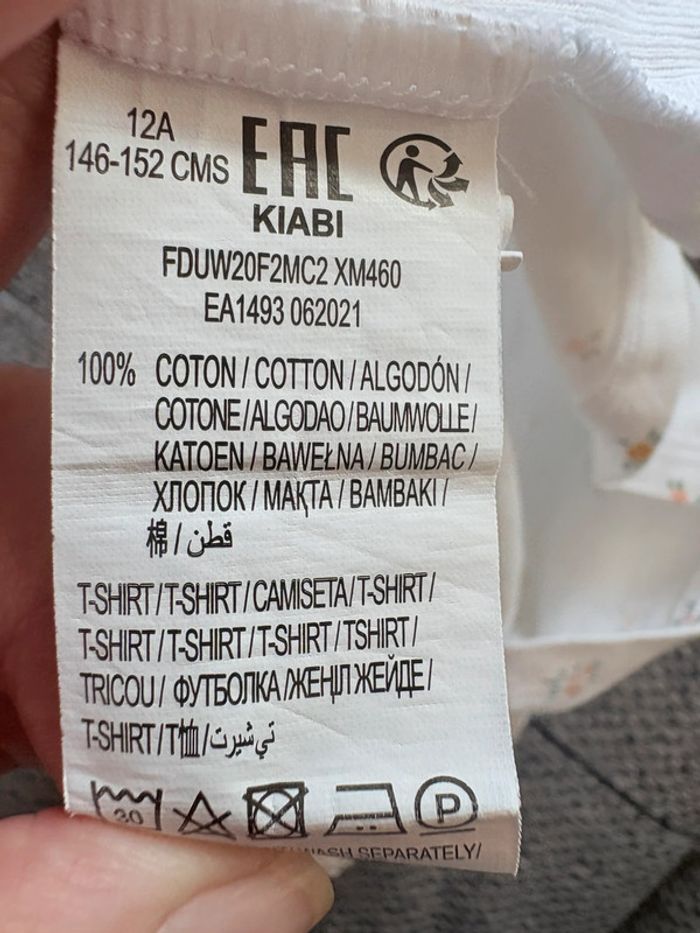 12A
146-152 CMS
EAC
KIABI
FDUW20F2MC2 XM460
EA1493 062021
100% COTON / COTTON / ALGODÓN /
COTONE / ALGODAO / BAUMWOLLE /
KATOEN / BAWEŁNA / BUMBAC /
ХЛОПОК / МАҚТА / BAMBAKI /
棉 / قطن
T-SHIRT / T-SHIRT / CAMISETA / T-SHIRT /
T-SHIRT / T-SHIRT / T-SHIRT / TSHIRT /
TRICOU / ФУТБОЛКА /ЖЕҢІЛ ЖЕЙДЕ /
T-SHIRT / T恤 / تي شيرت
30
P
WASH SEPARATELY/